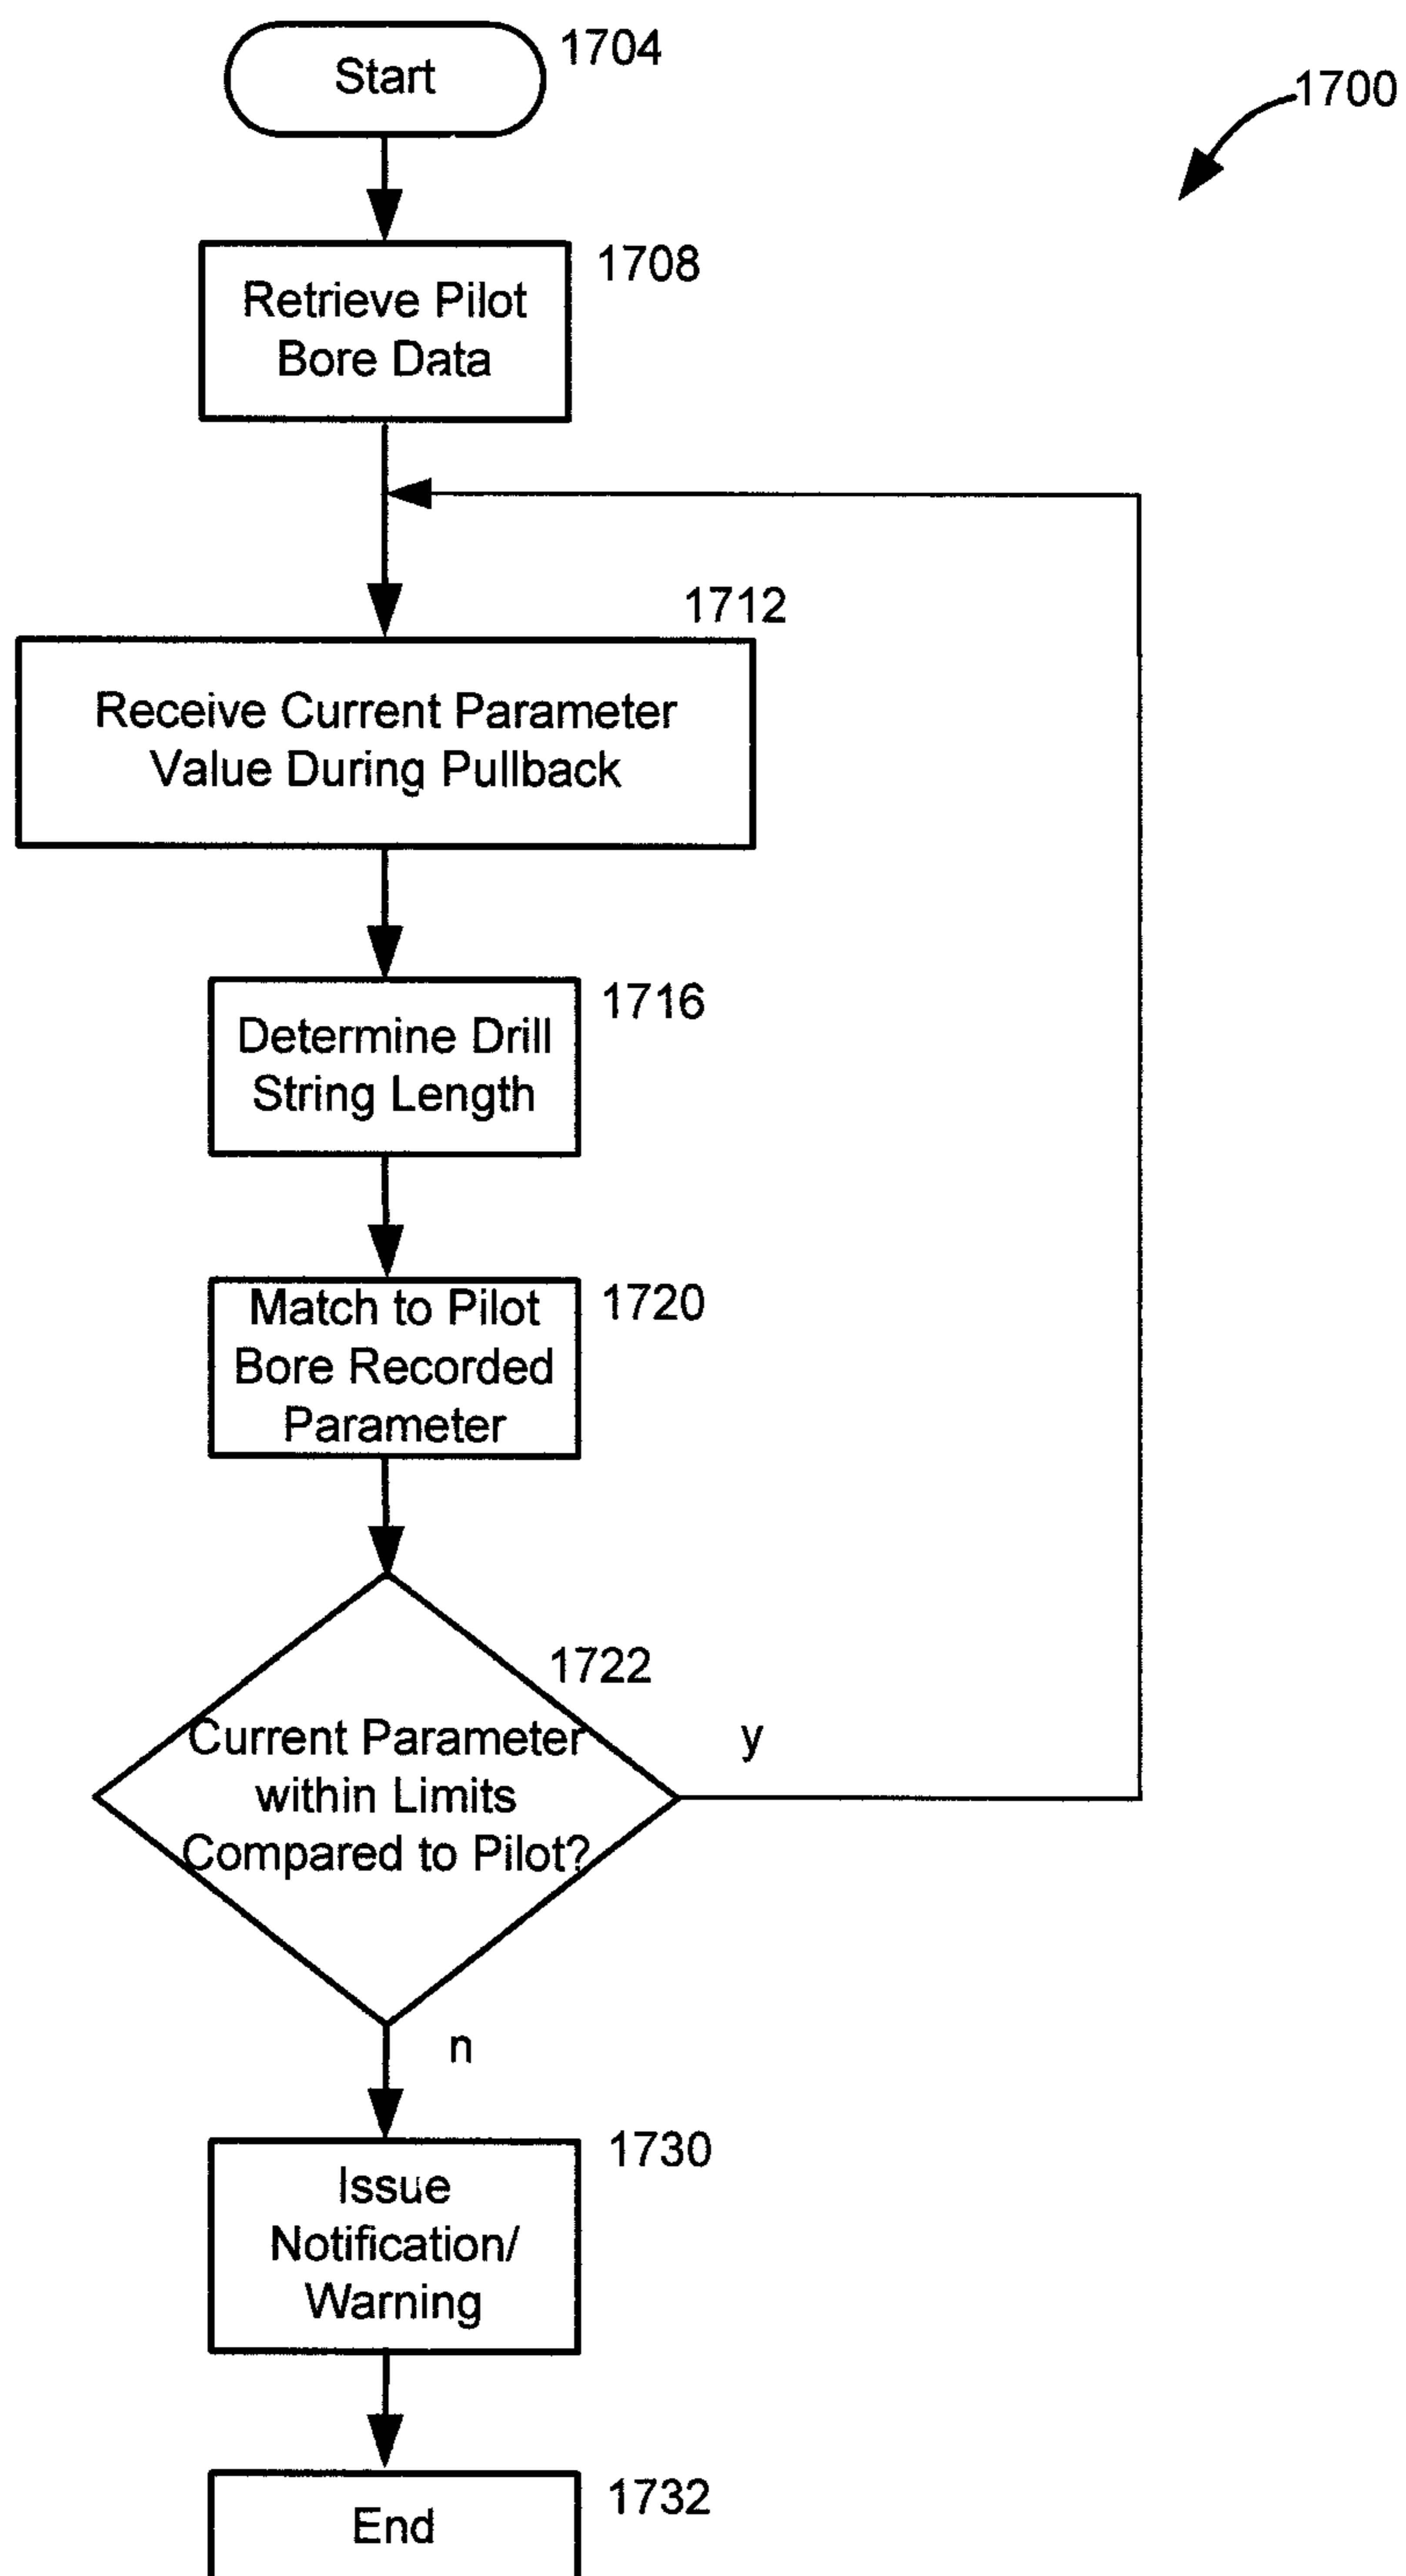 Start
1704
1700
Retrieve Pilot
Bore Data
1708
1712
Receive Current Parameter
Value During Pullback
Determine Drill
String Length
1716
Match to Pilot
Bore Recorded
Parameter
1720
1722
Current Parameter
within Limits
Compared to Pilot?
y
n
Issue
Notification/
Warning
1730
End
1732